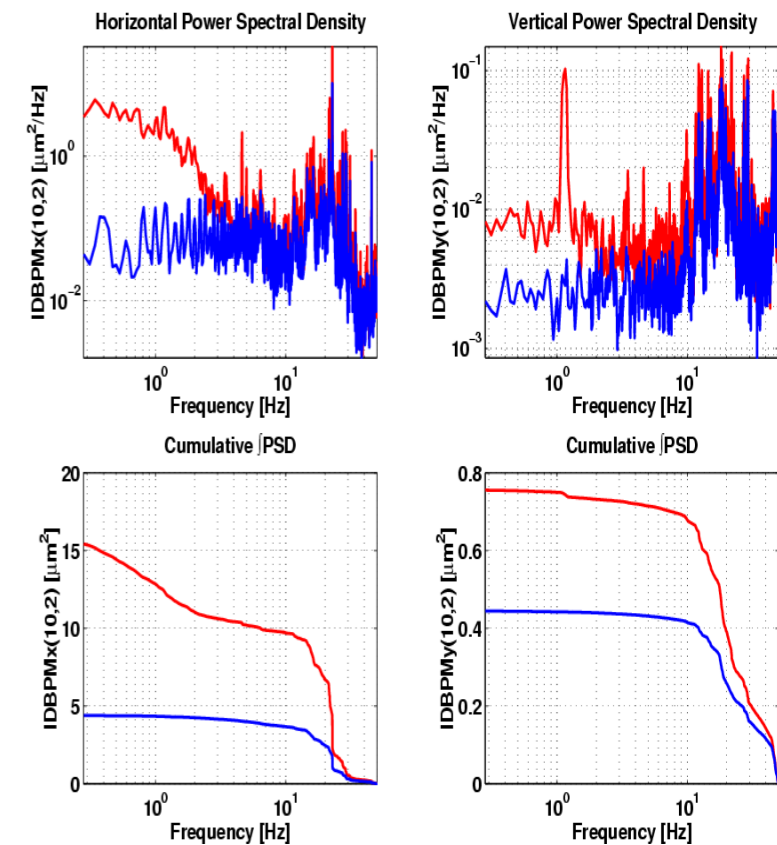 Horizontal Power Spectral Density
IDBPMx(10,2) [μm²/Hz]
10⁰
10⁻²
10⁰
10¹
Frequency [Hz]
Vertical Power Spectral Density
IDBPMy(10,2) [μm²/Hz]
10⁻¹
10⁻²
10⁻³
10⁰
10¹
Frequency [Hz]
Cumulative ∫PSD
IDBPMx(10,2) [μm²]
20
15
10
5
0
10⁰
10¹
Frequency [Hz]
Cumulative ∫PSD
IDBPMy(10,2) [μm²]
0.8
0.6
0.4
0.2
0
10⁰
10¹
Frequency [Hz]